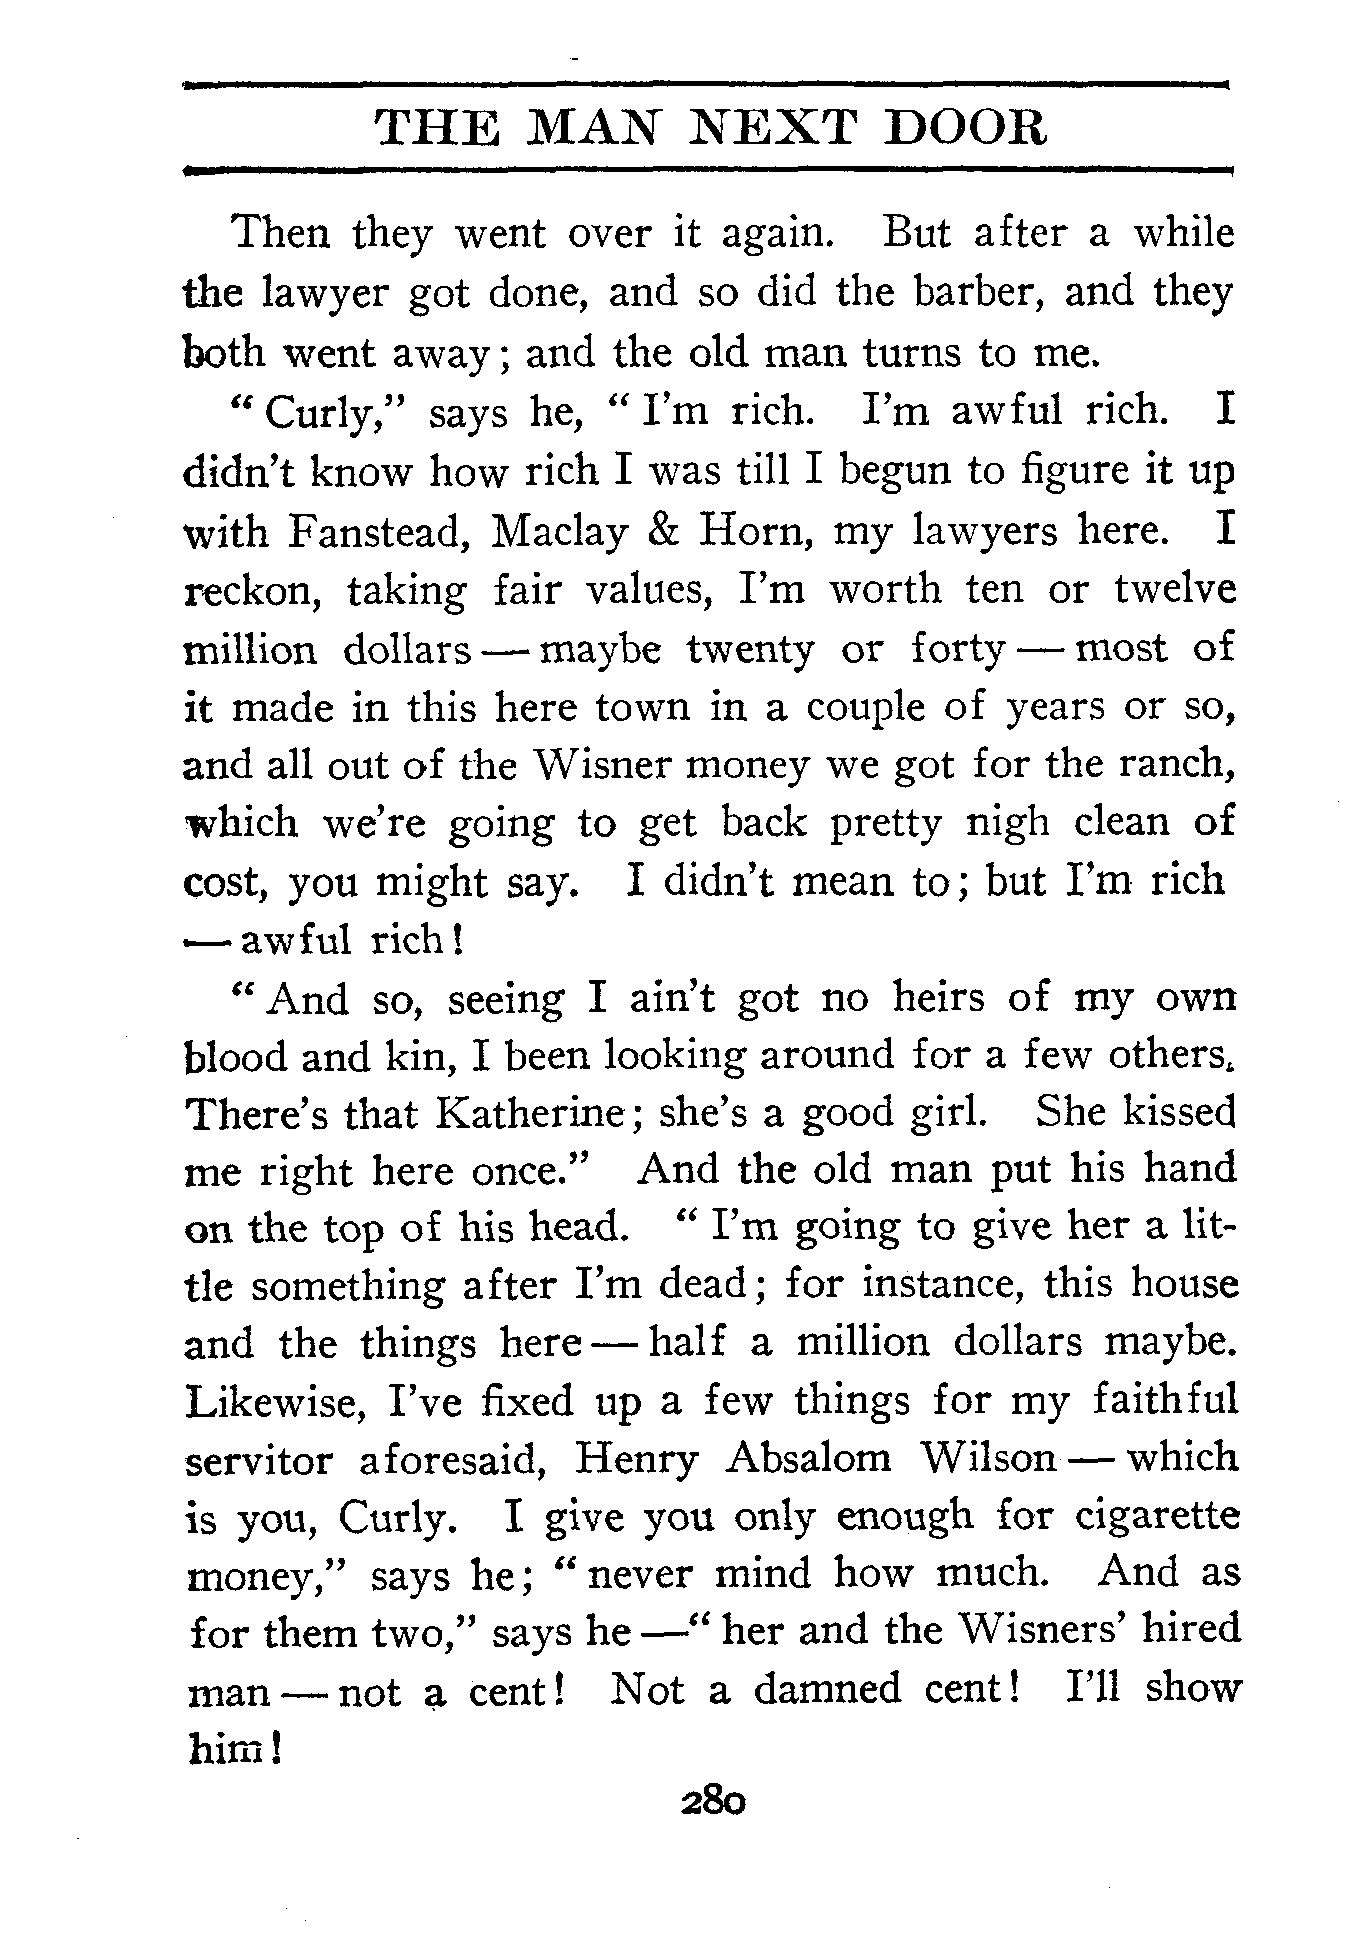 THE MAN NEXT DOOR
Then they went over it again. But after a while
the lawyer got done, and so did the barber, and they
both went away; and the old man turns to me.
“Curly,” says he, “I'm rich. I'm awful rich. I
didn't know how rich I was till I begun to figure it up
with Fanstead, Maclay & Horn, my lawyers here. I
reckon, taking fair values, I'm worth ten or twelve
million dollars — maybe twenty or forty — most of
it made in this here town in a couple of years or so,
and all out of the Wisner money we got for the ranch,
which we're going to get back pretty nigh clean of
cost, you might say. I didn't mean to; but I'm rich
— awful rich!
“And so, seeing I ain't got no heirs of my own
blood and kin, I been looking around for a few others.
There's that Katherine; she's a good girl. She kissed
me right here once.” And the old man put his hand
on the top of his head. “I'm going to give her a lit-
tle something after I'm dead; for instance, this house
and the things here — half a million dollars maybe.
Likewise, I've fixed up a few things for my faithful
servitor aforesaid, Henry Absalom Wilson — which
is you, Curly. I give you only enough for cigarette
money,” says he; “never mind how much. And as
for them two,” says he —“her and the Wisners' hired
man — not a cent! Not a damned cent! I'll show
him!
280